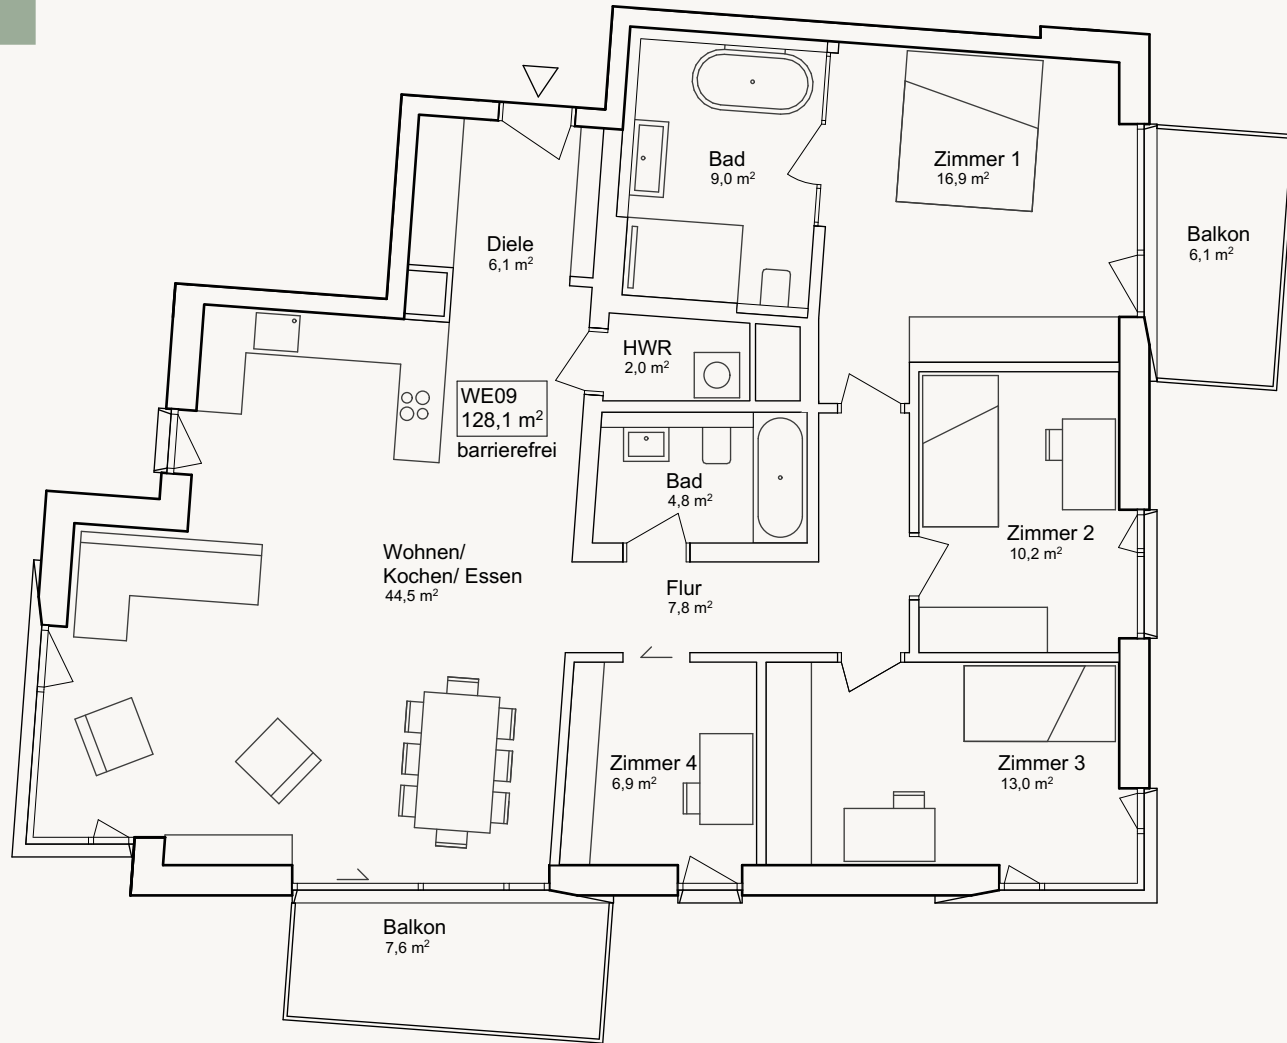 Bad
9,0 m²
Zimmer 1
16,9 m²
Balkon
6,1 m²
Diele
6,1 m²
HWR
2,0 m²
WE09
128,1 m²
barrierefrei
Bad
4,8 m²
Zimmer 2
10,2 m²
Wohnen/
Kochen/ Essen
44,5 m²
Flur
7,8 m²
Zimmer 4
6,9 m²
Zimmer 3
13,0 m²
Balkon
7,6 m²